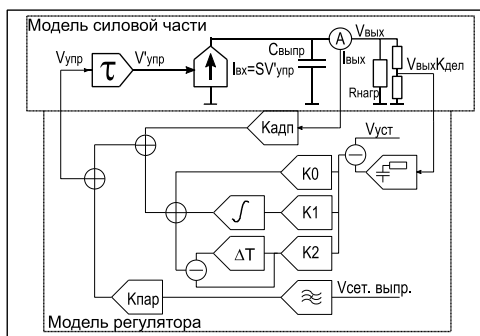 Модель силовой части
Vупр
τ
V'упр
Iвх=SV'упр
Cвыпр
A
Vвых
Iвых
Rнагр
VвыхKдел
Kадп
Vуст
K0
∫
K1
ΔT
K2
Kпар
Vсет. выпр.
Модель регулятора